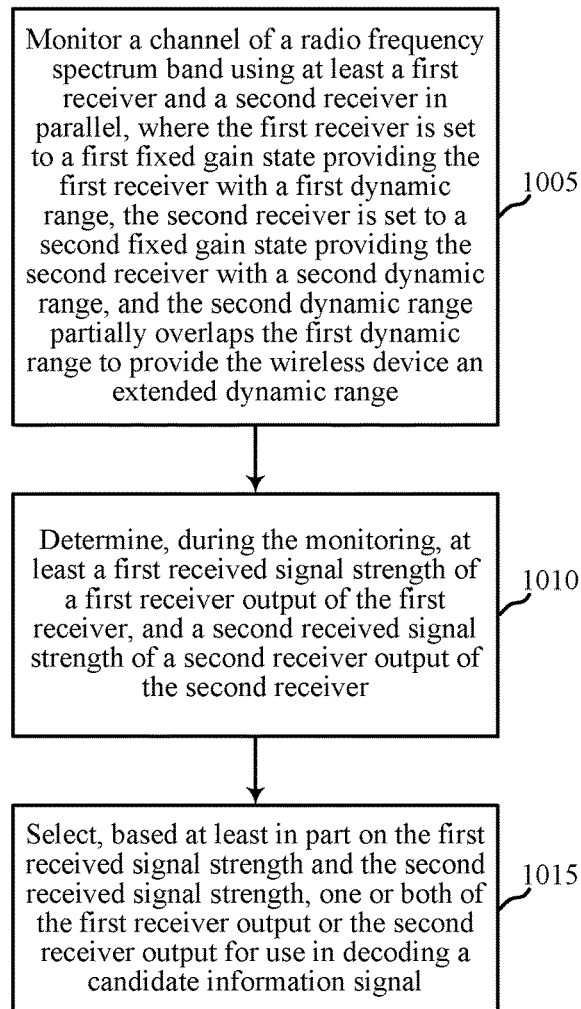 Monitor a channel of a radio frequency
spectrum band using at least a first
receiver and a second receiver in
parallel, where the first receiver is set
to a first fixed gain state providing the
first receiver with a first dynamic
range, the second receiver is set to a
second fixed gain state providing the
second receiver with a second dynamic
range, and the second dynamic range
partially overlaps the first dynamic
range to provide the wireless device an
extended dynamic range
1005
Determine, during the monitoring, at
least a first received signal strength of
a first receiver output of the first
receiver, and a second received signal
strength of a second receiver output of
the second receiver
1010
Select, based at least in part on the first
received signal strength and the second
received signal strength, one or both of
the first receiver output or the second
receiver output for use in decoding a
candidate information signal
1015